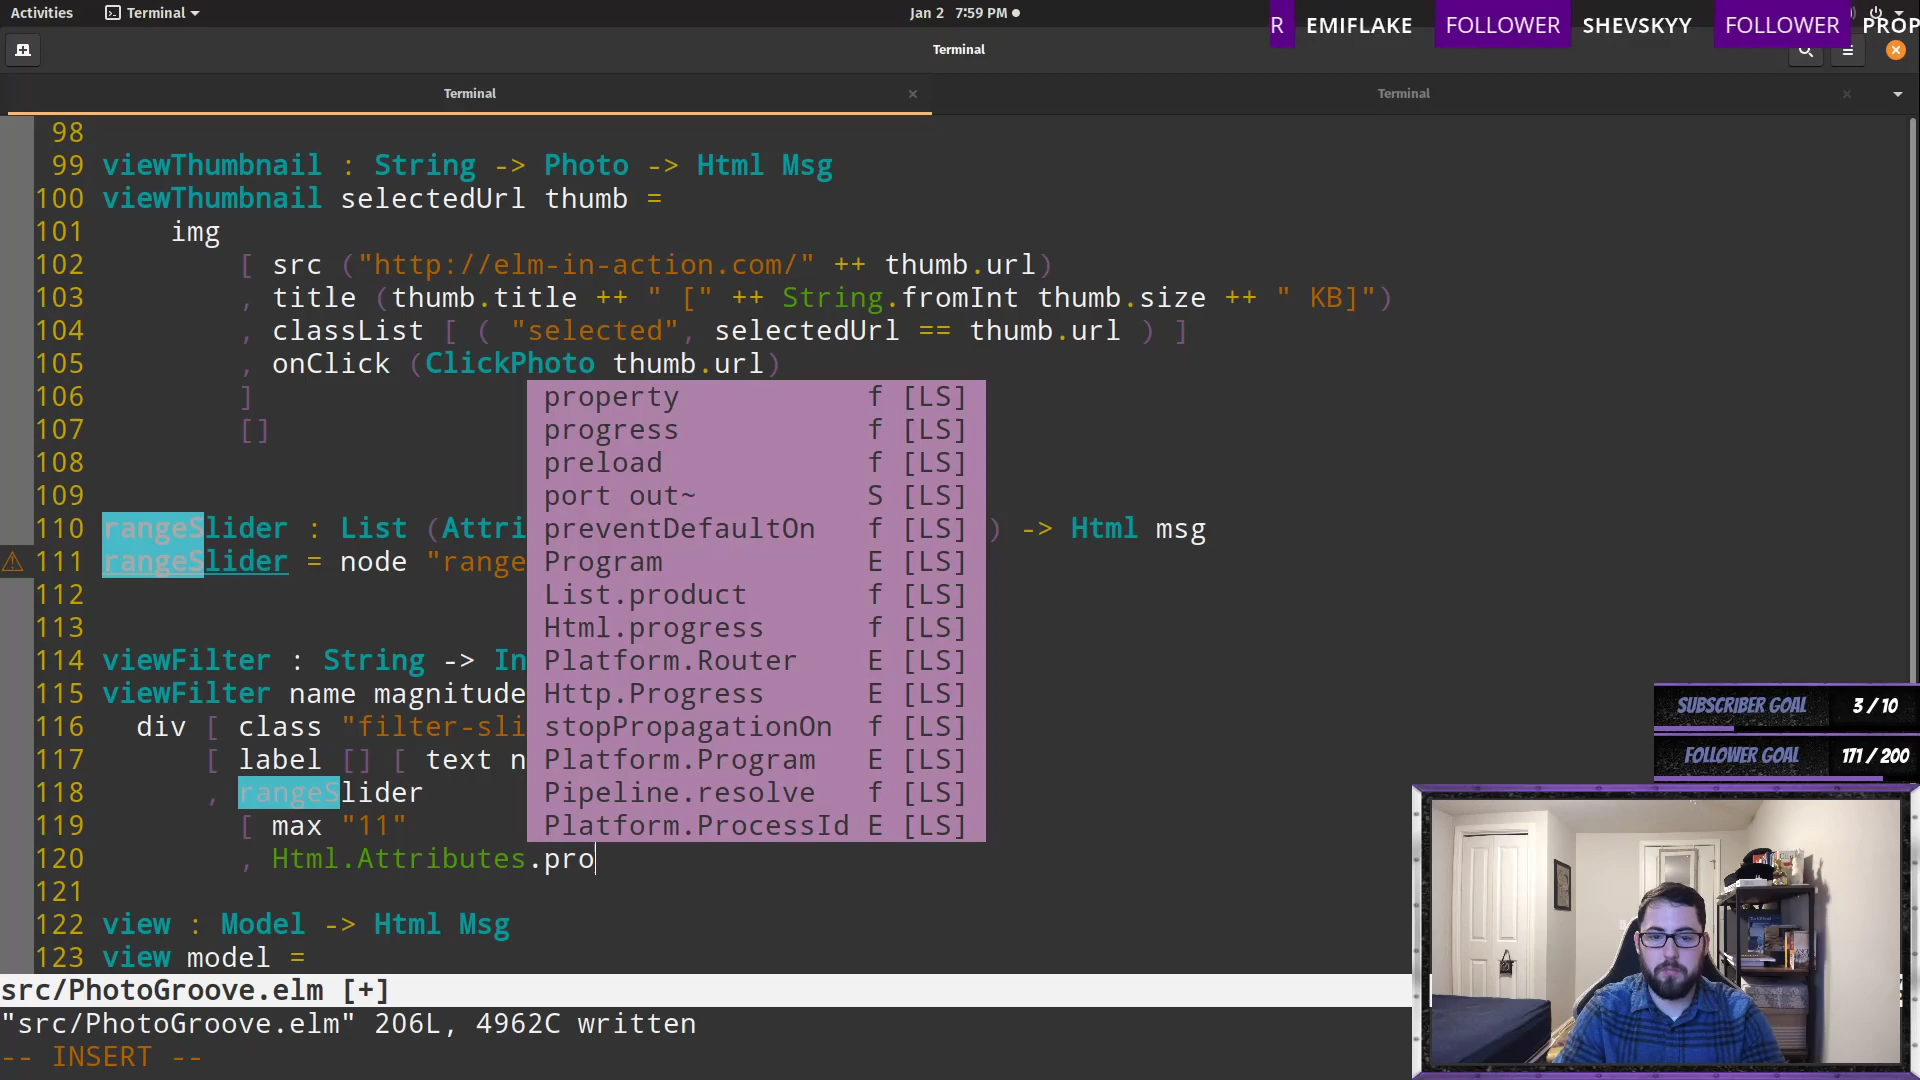 Activities
Terminal
Jan 2 7:59 PM
R EMIFLAKE FOLLOWER SHEVSKYY FOLLOWER PROP
Terminal
Terminal
Terminal
98
99 viewThumbnail : String -> Photo -> Html Msg
100 viewThumbnail selectedUrl thumb =
101 img
102 [ src ("http://elm-in-action.com/" ++ thumb.url)
103 , title (thumb.title ++ " [" ++ String.fromInt thumb.size ++ " KB]")
104 , classList [ ( "selected", selectedUrl == thumb.url ) ]
105 , onClick (ClickPhoto thumb.url)
106 ]
107 []
108
109
110 rangeSlider : List (Attri ) -> Html msg
111 rangeSlider = node "range
112
113
114 viewFilter : String -> In
115 viewFilter name magnitude
116 div [ class "filter-sli
117 [ label [] [ text n
118 , rangeSlider
119 [ max "11"
120 , Html.Attributes.pro
121
122 view : Model -> Html Msg
123 view model =
property f [LS]
progress f [LS]
preload f [LS]
port out~ S [LS]
preventDefaultOn f [LS]
Program E [LS]
List.product f [LS]
Html.progress f [LS]
Platform.Router E [LS]
Http.Progress E [LS]
stopPropagationOn f [LS]
Platform.Program E [LS]
Pipeline.resolve f [LS]
Platform.ProcessId E [LS]
src/PhotoGroove.elm [+]
"src/PhotoGroove.elm" 206L, 4962C written
-- INSERT --
SUBSCRIBER GOAL 3 / 10
FOLLOWER GOAL 171 / 200